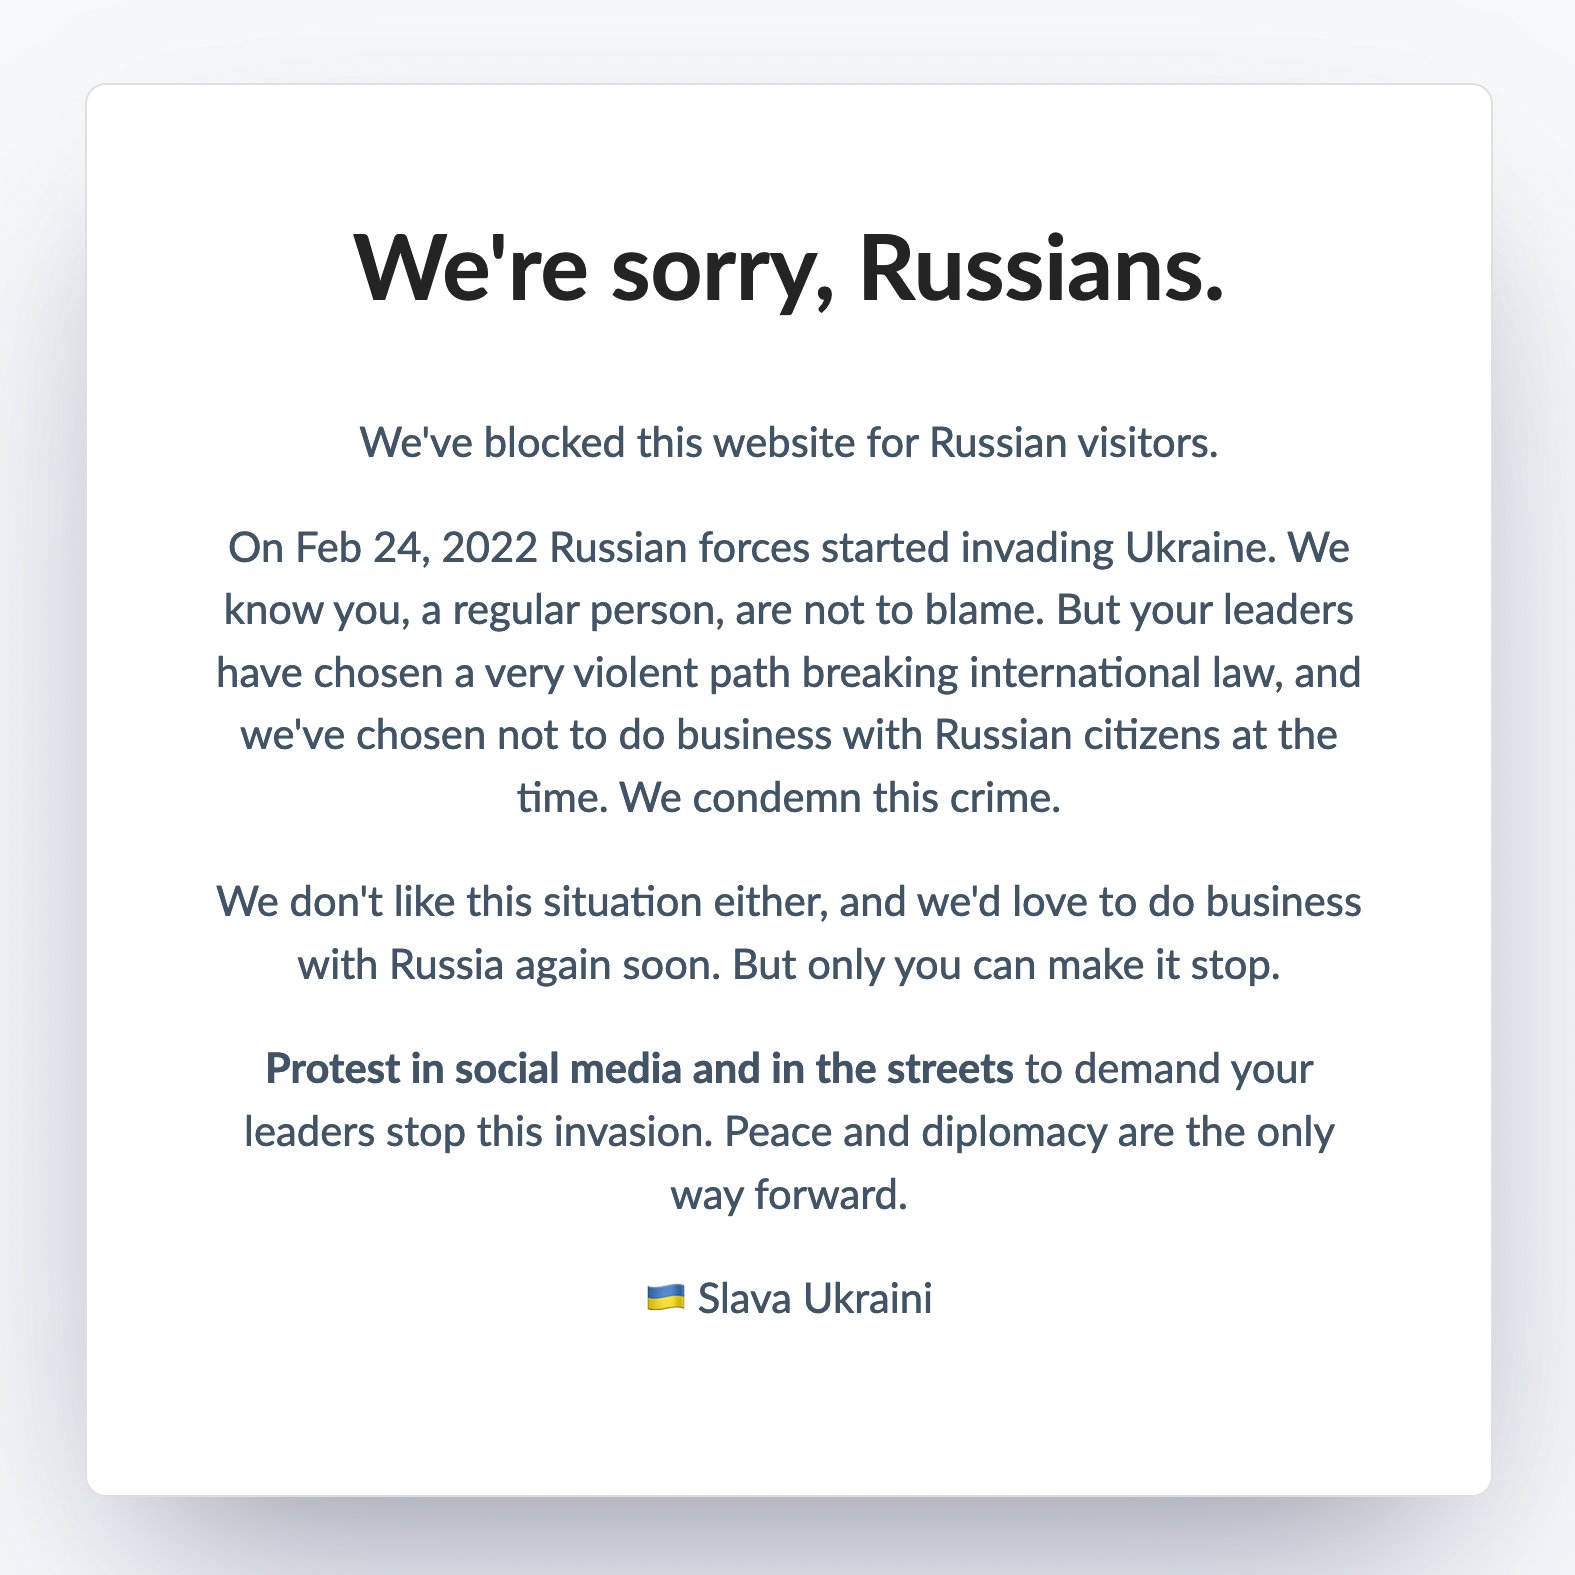 We're sorry, Russians.
We've blocked this website for Russian visitors.
On Feb 24, 2022 Russian forces started invading Ukraine. We
know you, a regular person, are not to blame. But your leaders
have chosen a very violent path breaking international law, and
we've chosen not to do business with Russian citizens at the
time. We condemn this crime.
We don't like this situation either, and we'd love to do business
with Russia again soon. But only you can make it stop.
Protest in social media and in the streets to demand your
leaders stop this invasion. Peace and diplomacy are the only
way forward.
🇺🇦 Slava Ukraini